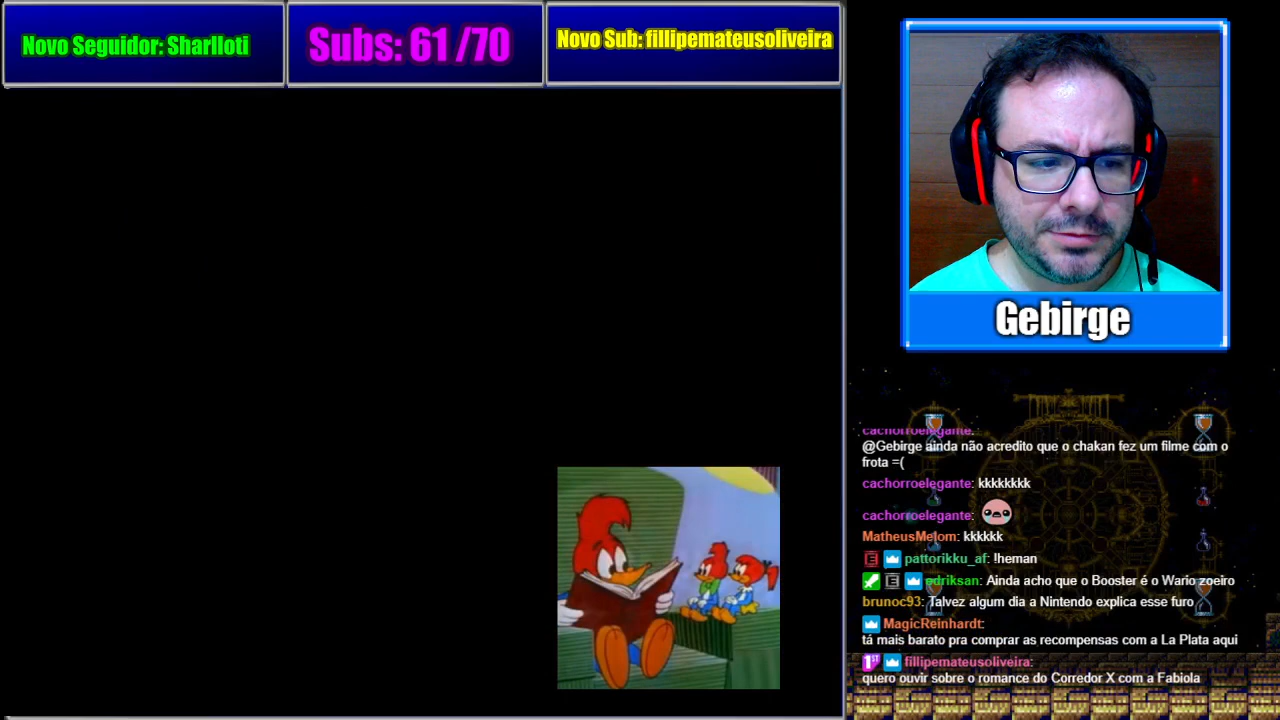 Novo Seguidor: Sharlloti
Subs: 61 /70
Novo Sub: fillipemateusoliveira
Gebirge
cachorroelegante:
@Gebirge ainda não acredito que o chakan fez um filme com o
frota =(
cachorroelegante: kkkkkkkk
cachorroelegante:
MatheusMelom: kkkkkk
pattorikku_af: !heman
edriksan: Ainda acho que o Booster é o Wario zoeiro
brunoc93: Talvez algum dia a Nintendo explica esse furo
MagicReinhardt:
tá mais barato pra comprar as recompensas com a La Plata aqui
1ST fillipemateusoliveira:
quero ouvir sobre o romance do Corredor X com a Fabiola